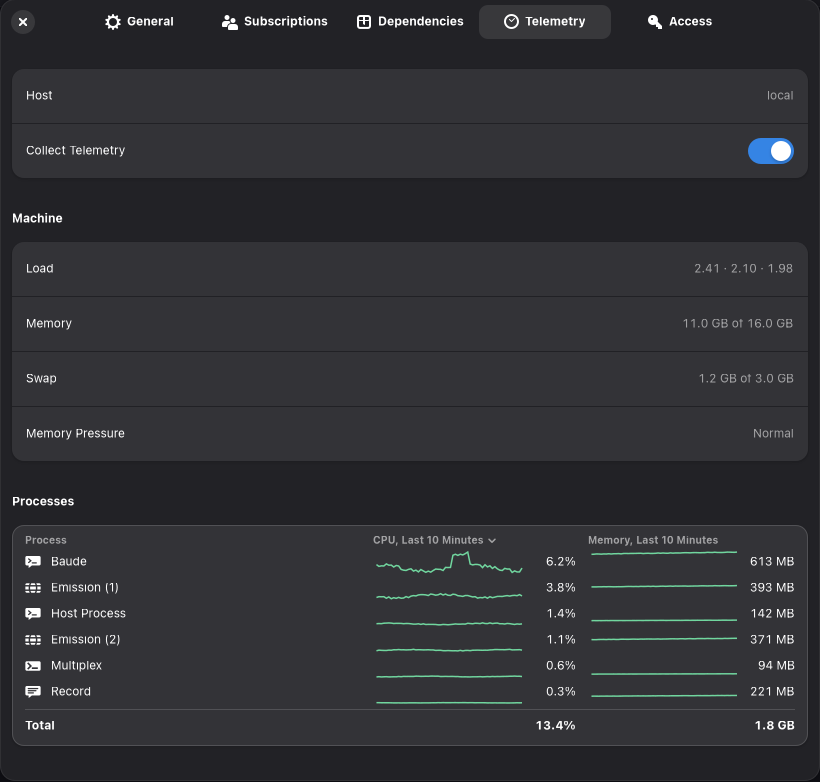 General Subscriptions Dependencies Telemetry Access
Host local
Collect Telemetry
Machine
Load 2.41 · 2.10 · 1.98
Memory 11.0 GB of 16.0 GB
Swap 1.2 GB of 3.0 GB
Memory Pressure Normal
Processes
Process CPU, Last 10 Minutes Memory, Last 10 Minutes
Baude 6.2% 613 MB
Emission (1) 3.8% 393 MB
Host Process 1.4% 142 MB
Emission (2) 1.1% 371 MB
Multiplex 0.6% 94 MB
Record 0.3% 221 MB
Total 13.4% 1.8 GB